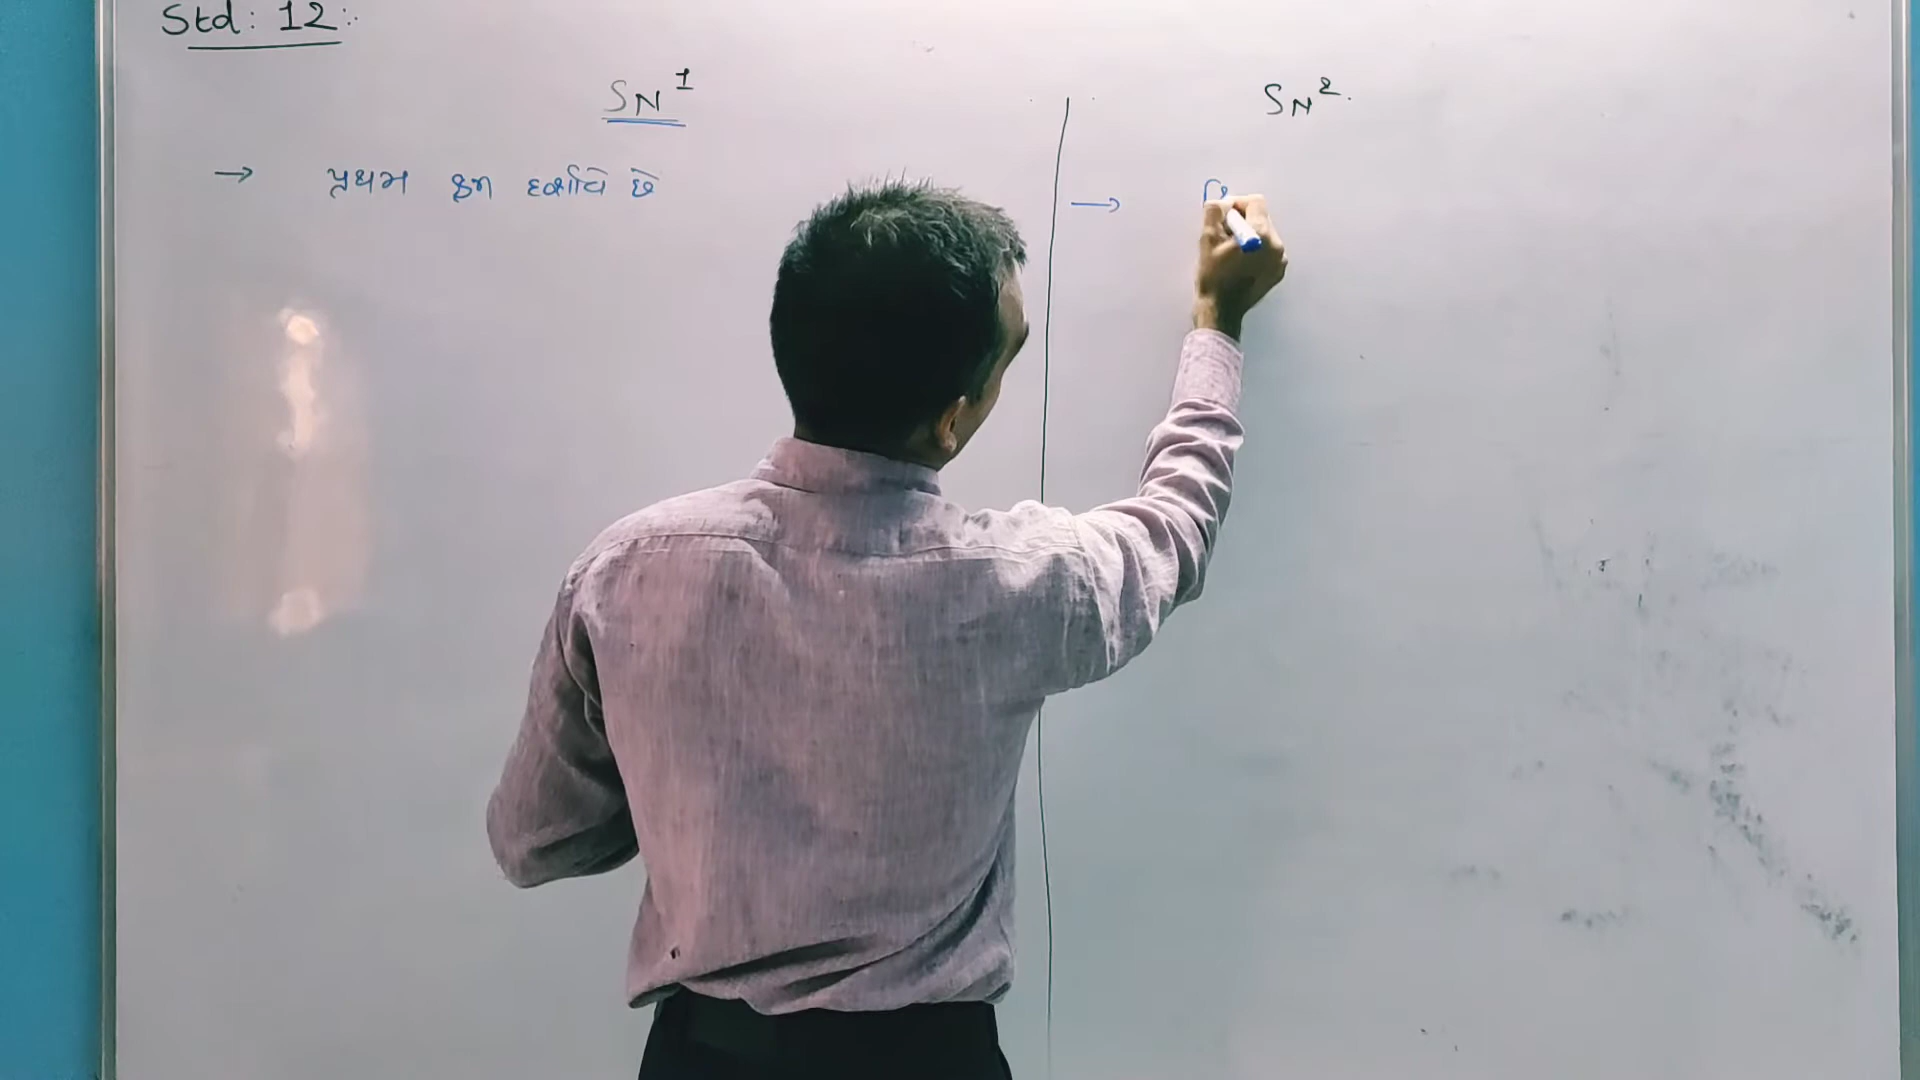 Std: 12:
SN1
SN2.
→ પ્રથમ ક્રમ દર્શાવે છે
→